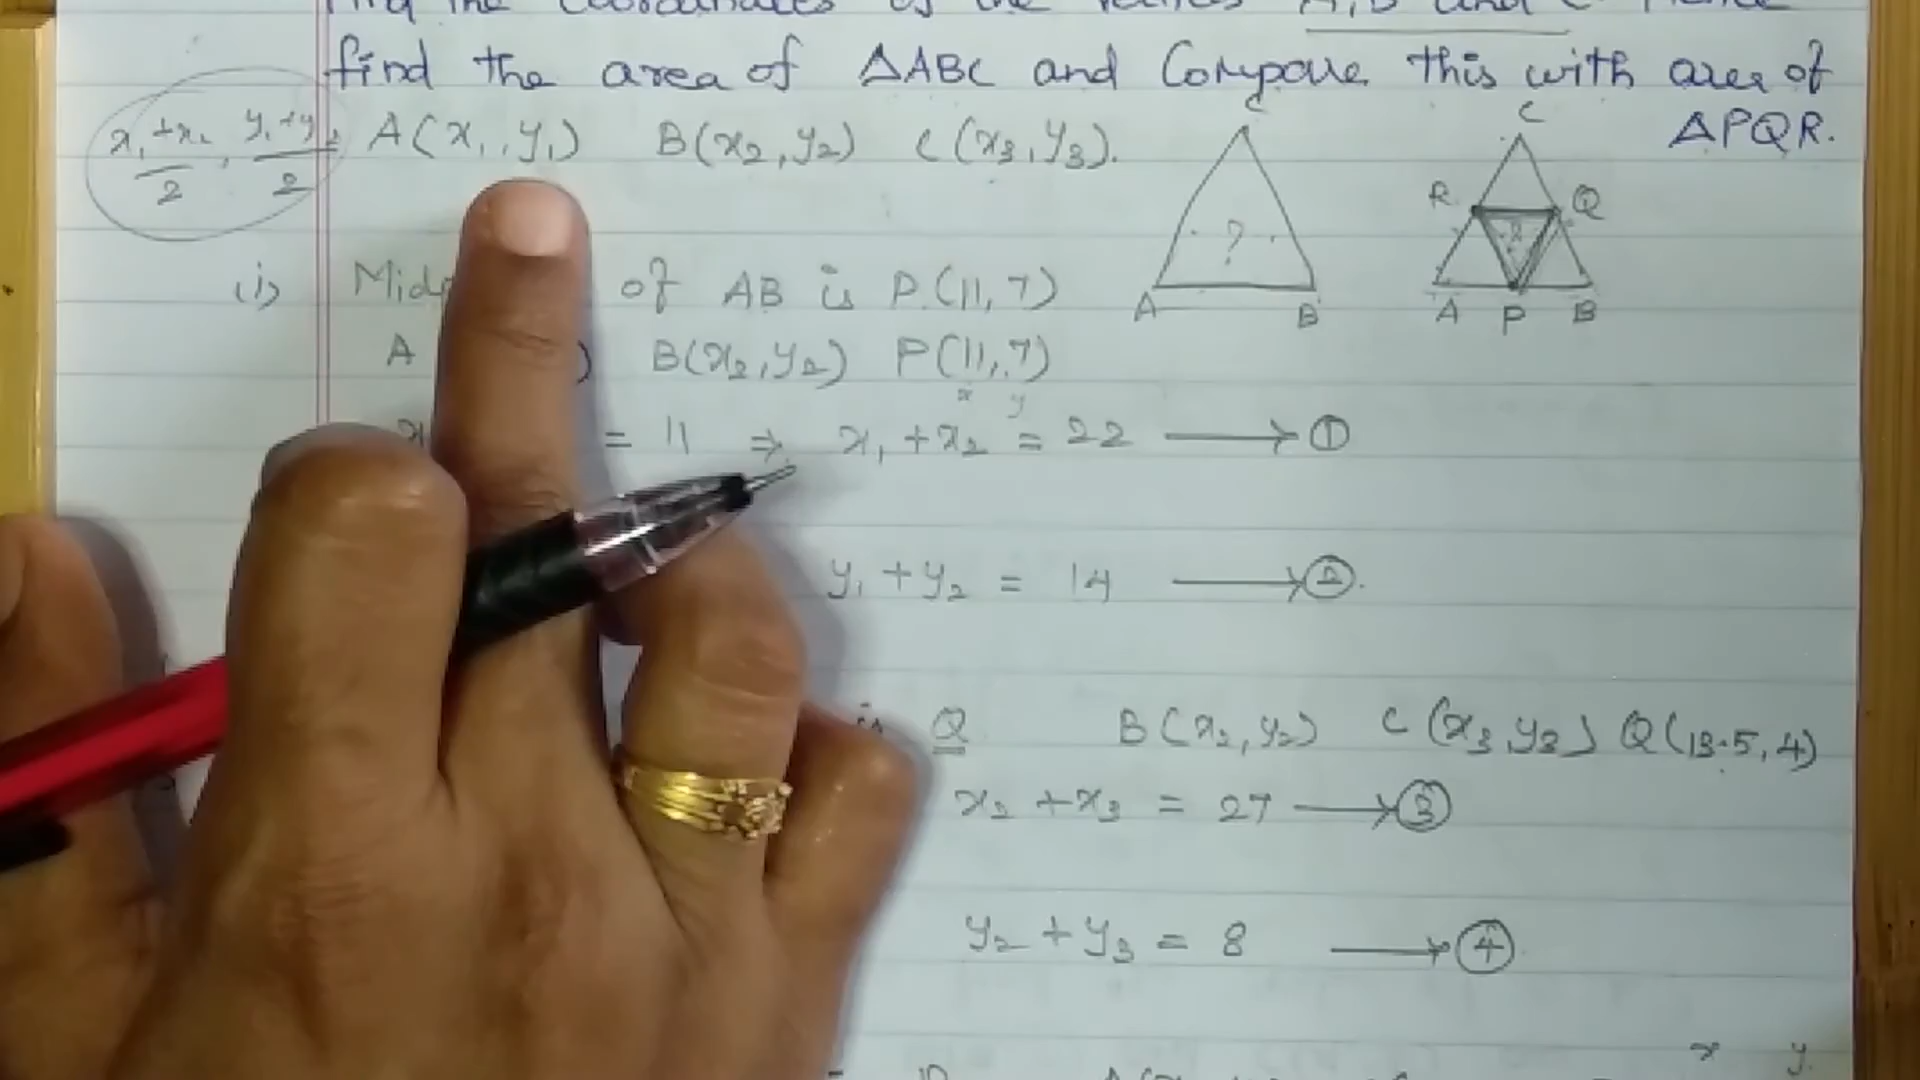 find the area of ΔABC and Compare this with area of
ΔPQR.
x₁+x₂/2, y₁+y₂/2
A(x₁,y₁) B(x₂,y₂) C(x₃,y₃).
C
?
A B
C
R Q
A P B
(i) of AB is P(11,7)
A ) B(x₂,y₂) P(11,7)
x y
= 11 ⇒ x₁+x₂ = 22 → ①
y₁+y₂ = 14 → ②.
is Q B(x₂,y₂) C(x₃,y₃) Q(13.5,4)
x₂+x₃ = 27 → ③
y₂+y₃ = 8 → ④
x y